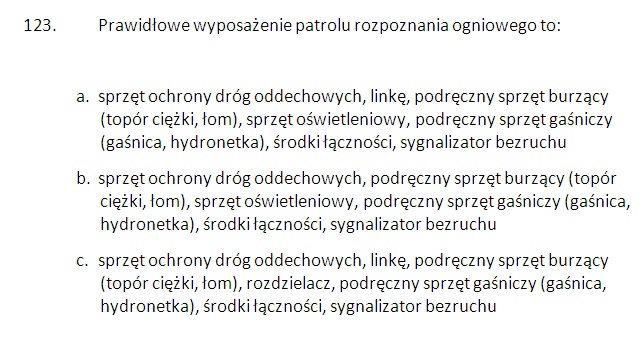 123. Prawidłowe wyposażenie patrolu rozpoznania ogniowego to:
a. sprzęt ochrony dróg oddechowych, linkę, podręczny sprzęt burzący
(topór ciężki, łom), sprzęt oświetleniowy, podręczny sprzęt gaśniczy
(gaśnica, hydronetka), środki łączności, sygnalizator bezruchu
b. sprzęt ochrony dróg oddechowych, podręczny sprzęt burzący (topór
ciężki, łom), sprzęt oświetleniowy, podręczny sprzęt gaśniczy (gaśnica,
hydronetka), środki łączności, sygnalizator bezruchu
c. sprzęt ochrony dróg oddechowych, linkę, podręczny sprzęt burzący
(topór ciężki, łom), rozdzielacz, podręczny sprzęt gaśniczy (gaśnica,
hydronetka), środki łączności, sygnalizator bezruchu